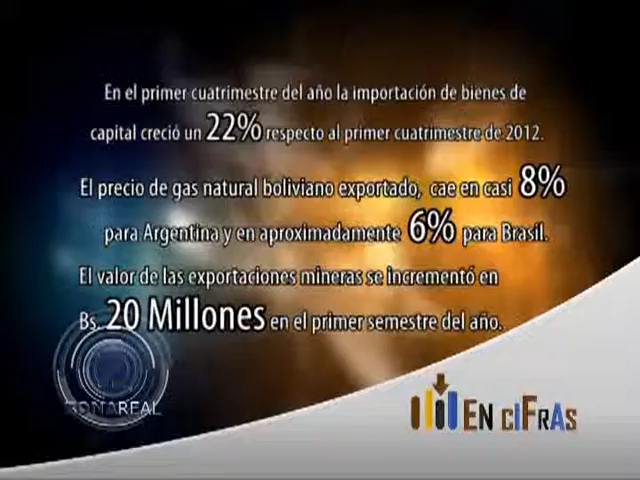 En el primer cuatrimestre del año la importación de bienes de
capital creció un 22% respecto al primer cuatrimestre de 2012.
El precio de gas natural boliviano exportado, cae en casi 8%
para Argentina y en aproximadamente 6% para Brasíl.
El valor de las exportaciones mineras se incrementó en
Bs. 20 Millones en el primer semestre del año.
ZONAREAL
EN CiFRAS